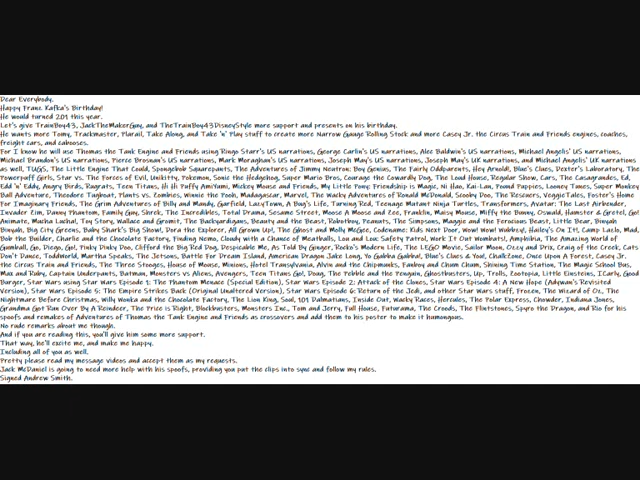 Dear Everybody,
Happy Franz Kafka's Birthday!
He would turned 201 this year.
Let's give TrainBoy43, JackTheMakerGuy, and TheTrainBoy43DisneyStyle more support and presents on his birthday.
He wants more Tomy, Trackmaster, Plarail, Take Along, and Take 'n' Play stuff to create more Narrow Gauge Rolling Stock and more Casey Jr. the Circus Train and Friends engines, coaches,
freight cars, and cabooses.
For I know he will use Thomas the Tank Engine and Friends using Ringo Starr's US narrations, George Carlin's US narrations, Alec Baldwin's US narrations, Michael Angelis' US narrations,
Michael Brandon's US narrations, Pierce Brosnan's US narrations, Mark Moraghan's US narrations, Joseph May's US narrations, Joseph May's UK narrations, and Michael Angelis' UK narrations
as well, TUGS, The Little Engine That Could, Spongebob Squarepants, The Adventures of Jimmy Neutron: Boy Genius, The Fairly Oddparents, Hey Arnold, Blue's Clues, Dexter's Laboratory, The
Powerpuff Girls, Star vs. The Forces of Evil, Unikitty, Pokemon, Sonic the Hedgehog, Super Mario Bros, Courage the Cowardly Dog, The Loud House, Regular Show, Cars, The Casagrandes, Ed,
Edd 'n' Eddy, Angry Birds, Rugrats, Teen Titans, Hi Hi Puffy AmiYumi, Mickey Mouse and Friends, My Little Pony: Friendship is Magic, Ni Hao, Kai-Lan, Pound Puppies, Looney Tunes, Super Monkey
Ball Adventure, Theodore Tugboat, Plants vs. Zombies, Winnie the Pooh, Madagascar, Marvel, The Wacky Adventures of Ronald McDonald, Scooby Doo, The Rescuers, VeggieTales, Foster's Home
For Imaginary Friends, The Grim Adventures of Billy and Mandy, Garfield, LazyTown, A Bug's Life, Turning Red, Teenage Mutant Ninja Turtles, Transformers, Avatar: The Last Airbender,
Invader Zim, Danny Phantom, Family Guy, Shrek, The Incredibles, Total Drama, Sesame Street, Moose A Moose and Zee, Franklin, Maisy Mouse, Miffy the Bunny, Oswald, Hamster & Gretel, Go!
Animate, Mucha Lucha!, Toy Story, Wallace and Gromit, The Backyardigans, Beauty and the Beast, Robotboy, Peanuts, The Simpsons, Maggie and the Ferocious Beast, Little Bear, Binyah
Binyah, Big City Greens, Baby Shark's Big Show!, Dora the Explorer, All Grown Up!, The Ghost and Molly McGee, Codename: Kids Next Door, Wow! Wow! Wubbzy!, Hailey's On It!, Camp Lazlo, Mad,
Bob the Builder, Charlie and the Chocolate Factory, Finding Nemo, Cloudy with a Chance of Meatballs, Lou and Lou: Safety Patrol, Work It Out Wombats!, Amphibia, The Amazing World of
Gumball, Go, Diego, Go!, Pinky Dinky Doo, Clifford the Big Red Dog, Despicable Me, As Told By Ginger, Rocko's Modern Life, The LEGO Movie, Sailor Moon, Ozzy and Drix, Craig of the Creek, Cats
Don't Dance, ToddWorld, Martha Speaks, The Jetsons, Battle For Dream Island, American Dragon Jake Long, Yo Gabba Gabba!, Blue's Clues & You!, ChalkZone, Once Upon A Forest, Casey Jr.
the Circus Train and Friends, The Three Stooges, House of Mouse, Minions, Hotel Transylvania, Alvin and the Chipmunks, Fanboy and Chum Chum, Shining Time Station, The Magic School Bus,
Max and Ruby, Captain Underpants, Batman, Monsters vs Aliens, Avengers, Teen Titans Go!, Doug, The Pebble and the Penguin, Ghostbusters, Up, Trolls, Zootopia, Little Einsteins, ICarly, Good
Burger, Star Wars using Star Wars Episode 1: The Phantom Menace (Special Edition), Star Wars Episode 2: Attack of the Clones, Star Wars Episode 4: A New Hope (Adywan's Revisited
Version), Star Wars Episode 5: The Empire Strikes Back (Original Unaltered Version), Star Wars Episode 6: Return of the Jedi, and other Star Wars stuff, Frozen, The Wizard of Oz, The
Nightmare Before Christmas, Willy Wonka and the Chocolate Factory, The Lion King, Soul, 101 Dalmatians, Inside Out, Wacky Races, Hercules, The Polar Express, Chowder, Indiana Jones,
Grandma Got Run Over By A Reindeer, The Price is Right, Blockbusters, Monsters Inc., Tom and Jerry, Full House, Futurama, The Croods, The Flintstones, Spyro the Dragon, and Rio for his
spoofs and remakes of Adventures of Thomas the Tank Engine and Friends as crossovers and add them to his poster to make it humongous.
No rude remarks about me though.
And if you are reading this, you'll give him some more support.
That way, he'll excite me, and make me happy.
Including all of you as well.
Pretty please read my message videos and accept them as my requests.
Jack McDaniel is going to need more help with his spoofs, providing you put the clips into sync and follow my rules.
Signed Andrew Smith.